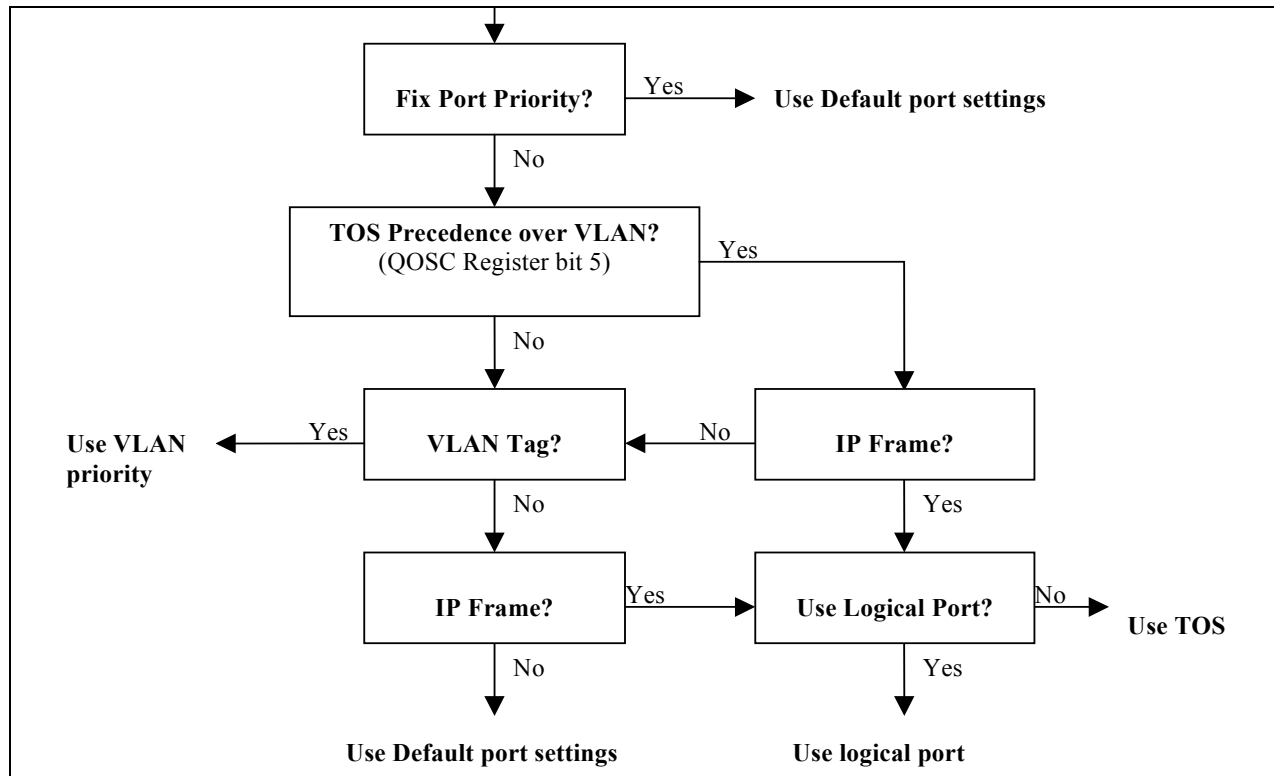 Fix Port Priority?
Yes
Use Default port settings
No
TOS Precedence over VLAN?
(QOSC Register bit 5)
Yes
No
Use VLAN
priority
Yes
VLAN Tag?
No
IP Frame?
No
Yes
IP Frame?
Yes
Use Logical Port?
No
Use TOS
No
Yes
Use Default port settings
Use logical port